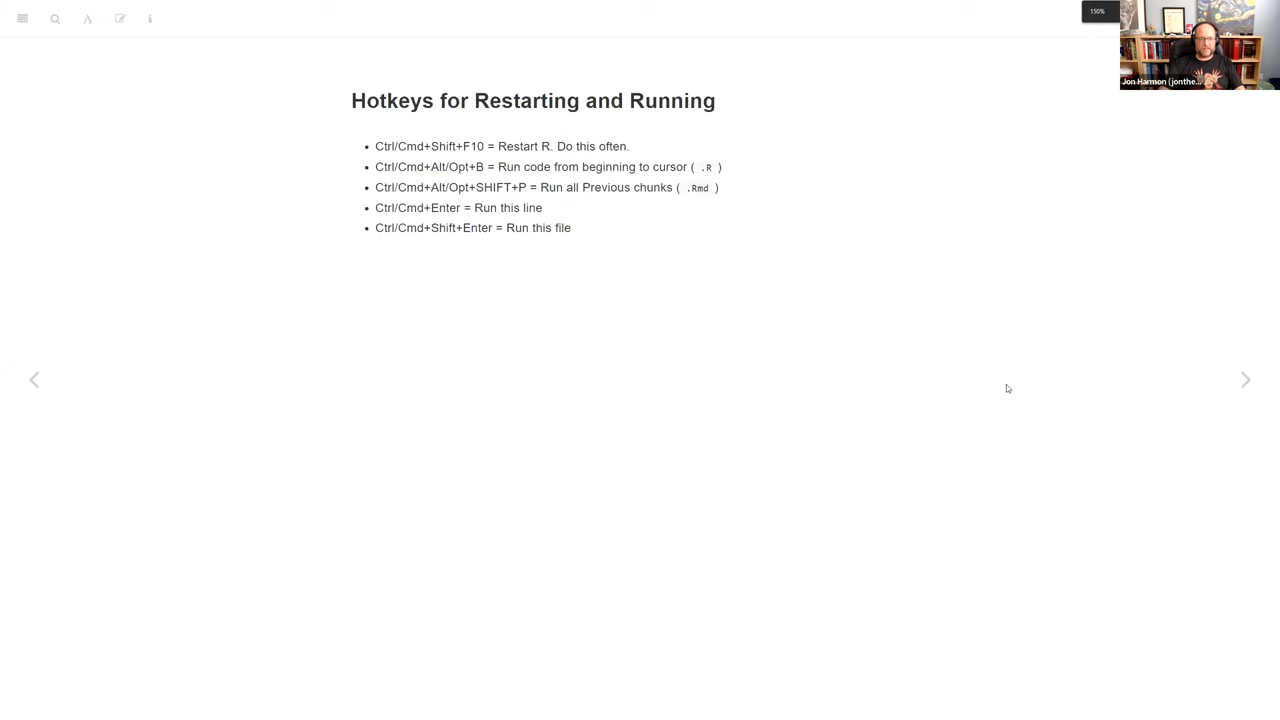 150%
Jon Harmon (jonthe...
Hotkeys for Restarting and Running
• Ctrl/Cmd+Shift+F10 = Restart R. Do this often.
• Ctrl/Cmd+Alt/Opt+B = Run code from beginning to cursor ( .R )
• Ctrl/Cmd+Alt/Opt+SHIFT+P = Run all Previous chunks ( .Rmd )
• Ctrl/Cmd+Enter = Run this line
• Ctrl/Cmd+Shift+Enter = Run this file